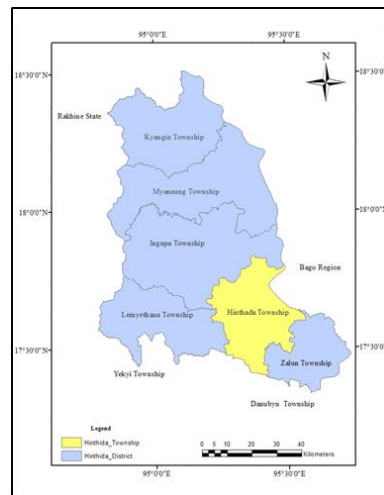 95°0'0"E
95°30'0"E
N
18°30'0"N
18°30'0"N
Rakhine State
Kyangin Township
Myanaung Township
18°0'0"N
18°0'0"N
Ingapu Township
Bago Region
Lemyethana Township
Hinthada Township
17°30'0"N
17°30'0"N
Zalun Township
Yekyi Township
Danubyu Township
Legend
Hinthida_Township
Hinthida_District
0 5 10 20 30 40
Kilometers
95°0'0"E
95°30'0"E